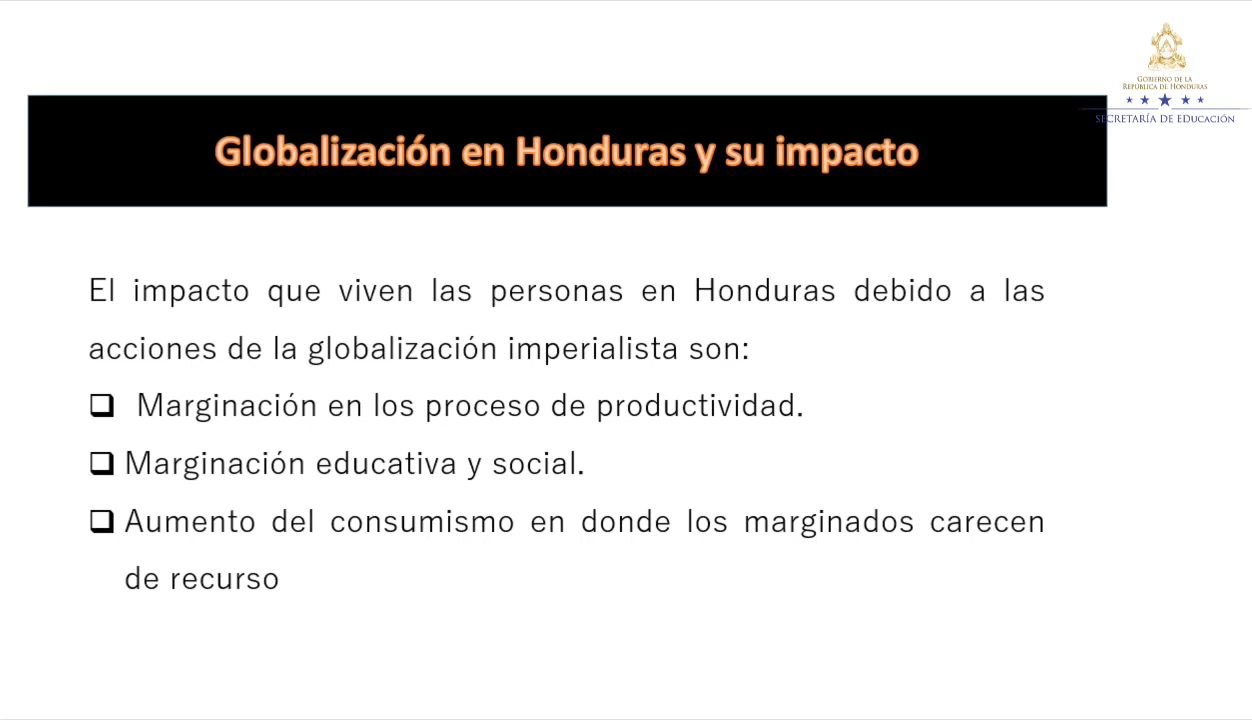 GOBIERNO DE LA
REPÚBLICA DE HONDURAS
SECRETARÍA DE EDUCACIÓN
Globalización en Honduras y su impacto
El impacto que viven las personas en Honduras debido a las
acciones de la globalización imperialista son:
❑ Marginación en los proceso de productividad.
❑ Marginación educativa y social.
❑ Aumento del consumismo en donde los marginados carecen
de recurso